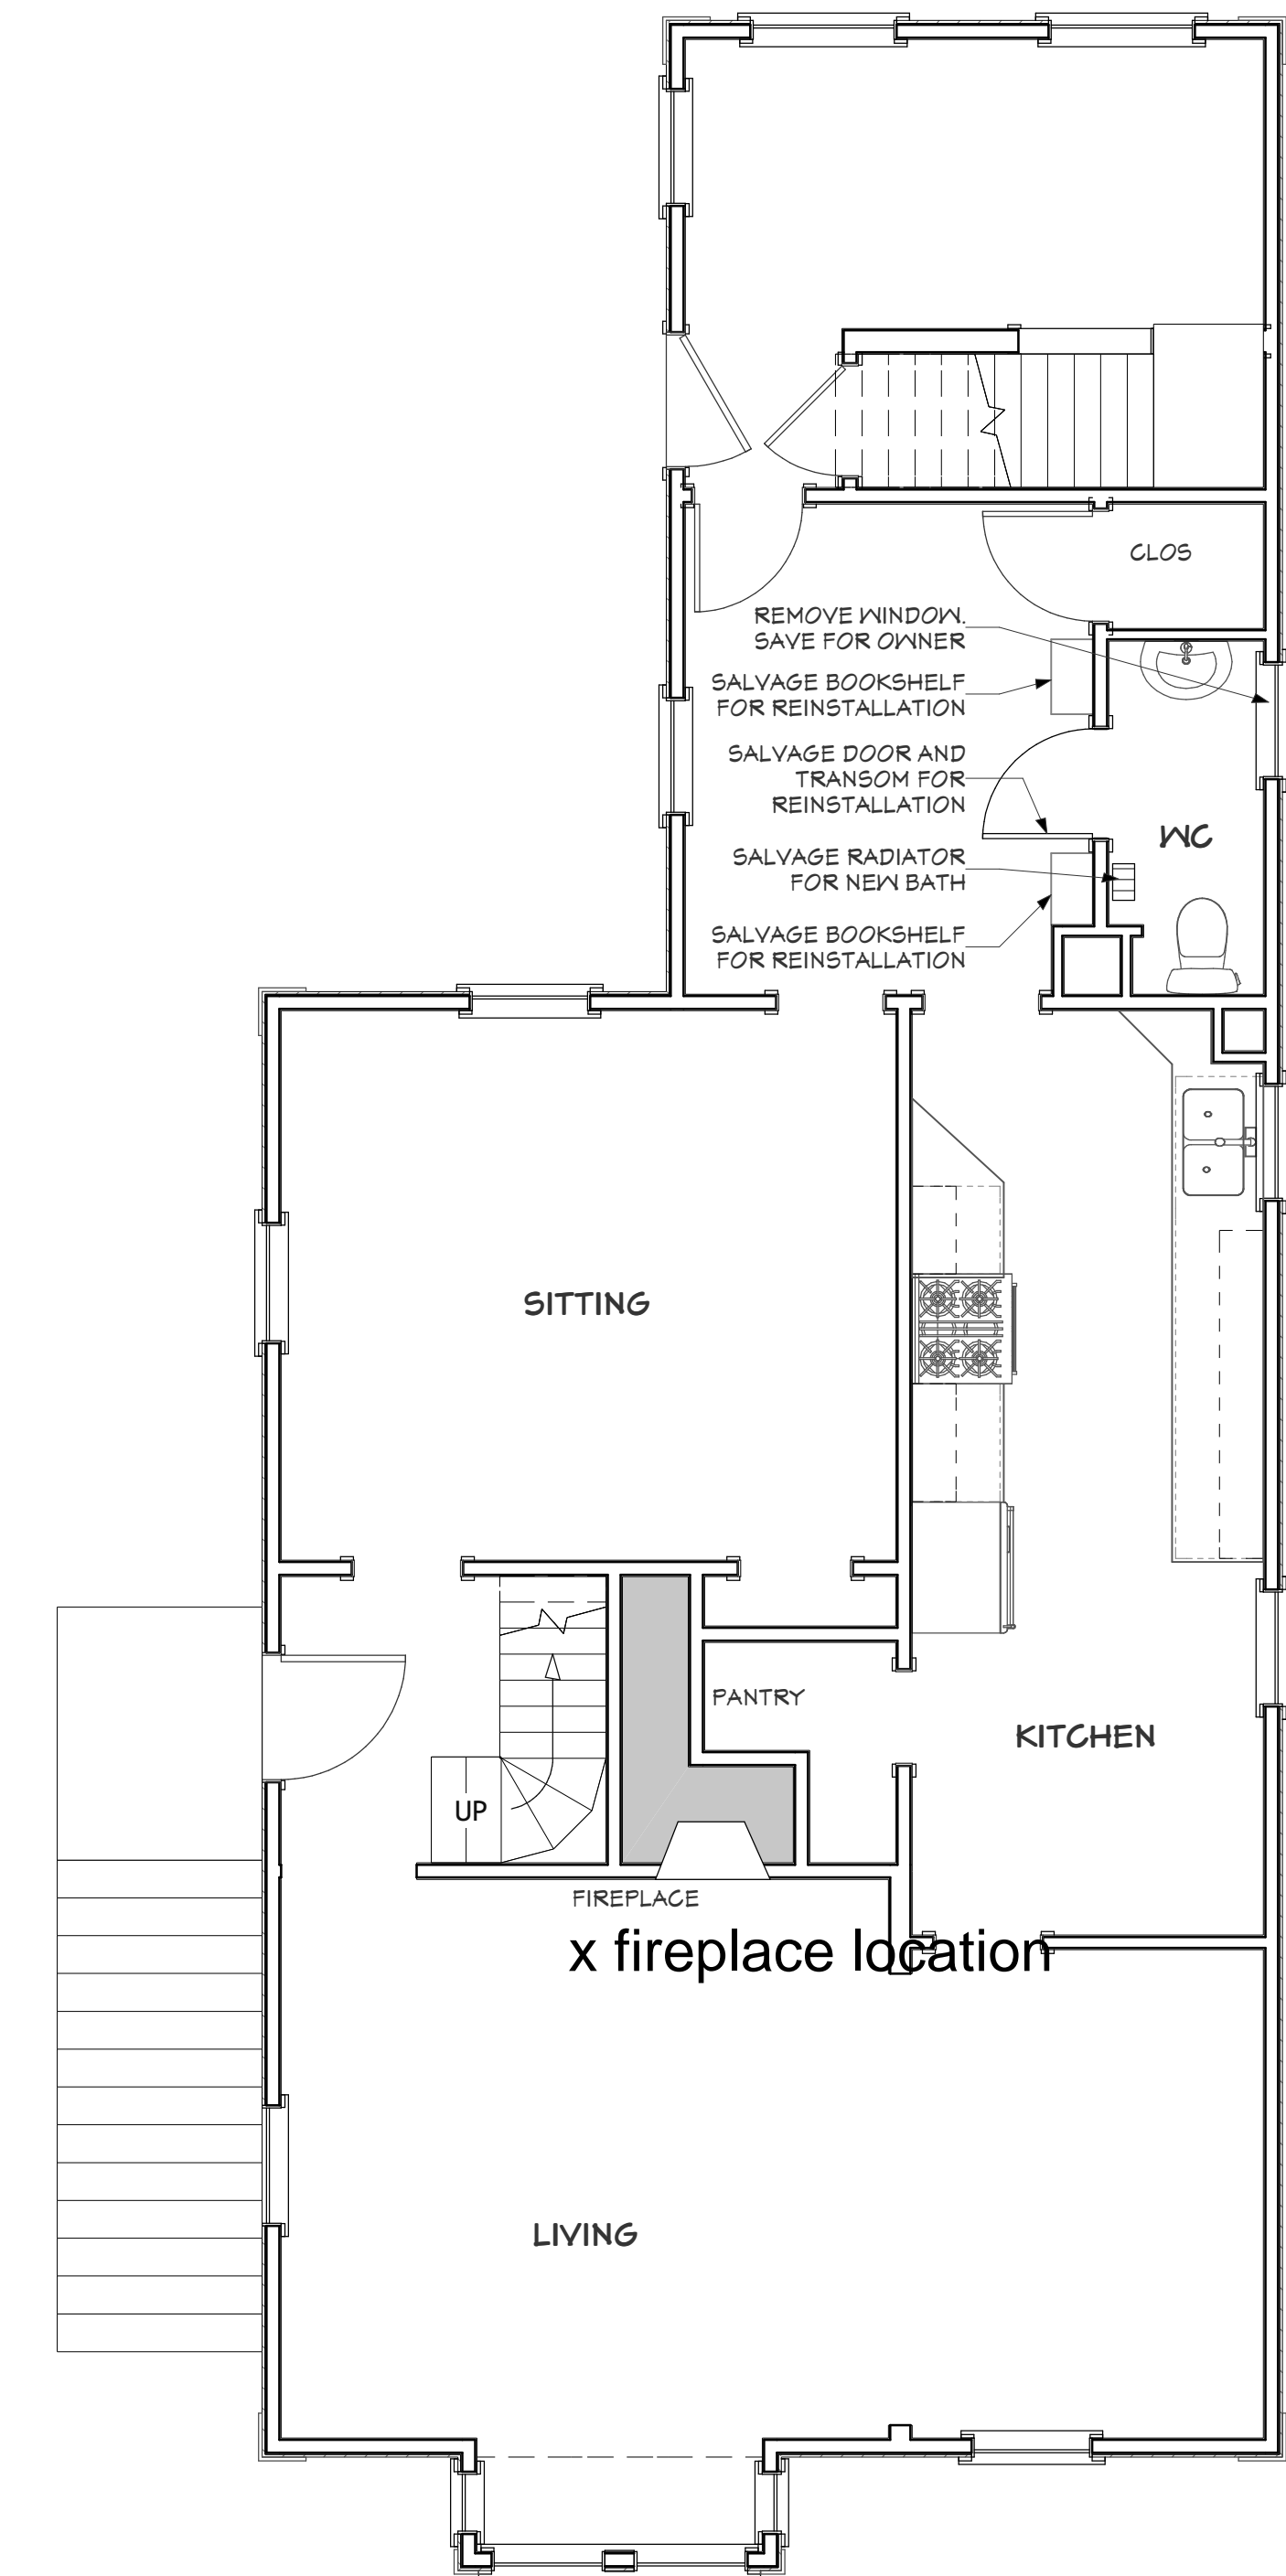 CLOS
REMOVE WINDOW.
SAVE FOR OWNER
SALVAGE BOOKSHELF
FOR REINSTALLATION
SALVAGE DOOR AND
TRANSOM FOR
REINSTALLATION
WC
SALVAGE RADIATOR
FOR NEW BATH
SALVAGE BOOKSHELF
FOR REINSTALLATION
SITTING
PANTRY
KITCHEN
UP
FIREPLACE
x fireplace location
LIVING